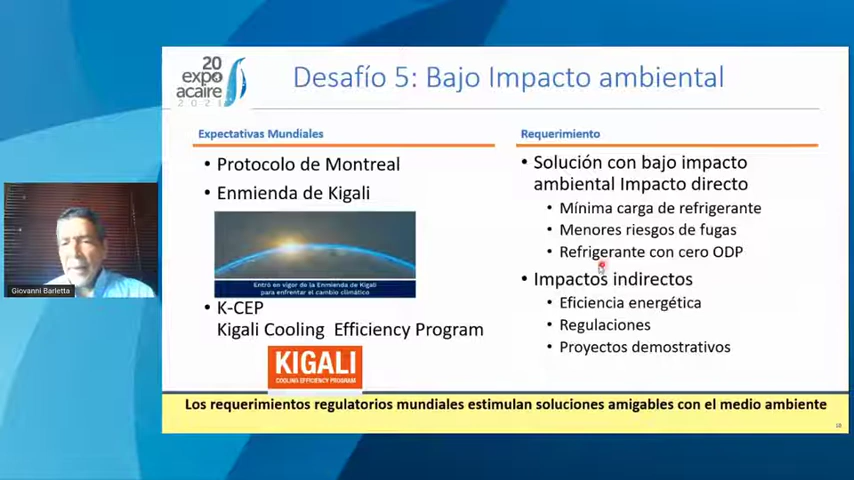 20
expo
acaire
2021
Desafío 5: Bajo Impacto ambiental
Expectativas Mundiales
• Protocolo de Montreal
• Enmienda de Kigali
Entró en vigor de la Enmienda de Kigali
para enfrentar el cambio climático
• K-CEP
Kigali Cooling Efficiency Program
KIGALI
COOLING EFFICIENCY PROGRAM
Requerimiento
• Solución con bajo impacto
ambiental Impacto directo
• Mínima carga de refrigerante
• Menores riesgos de fugas
• Refrigerante con cero ODP
• Impactos indirectos
• Eficiencia energética
• Regulaciones
• Proyectos demostrativos
Los requerimientos regulatorios mundiales estimulan soluciones amigables con el medio ambiente
18
Giovanni Barletta